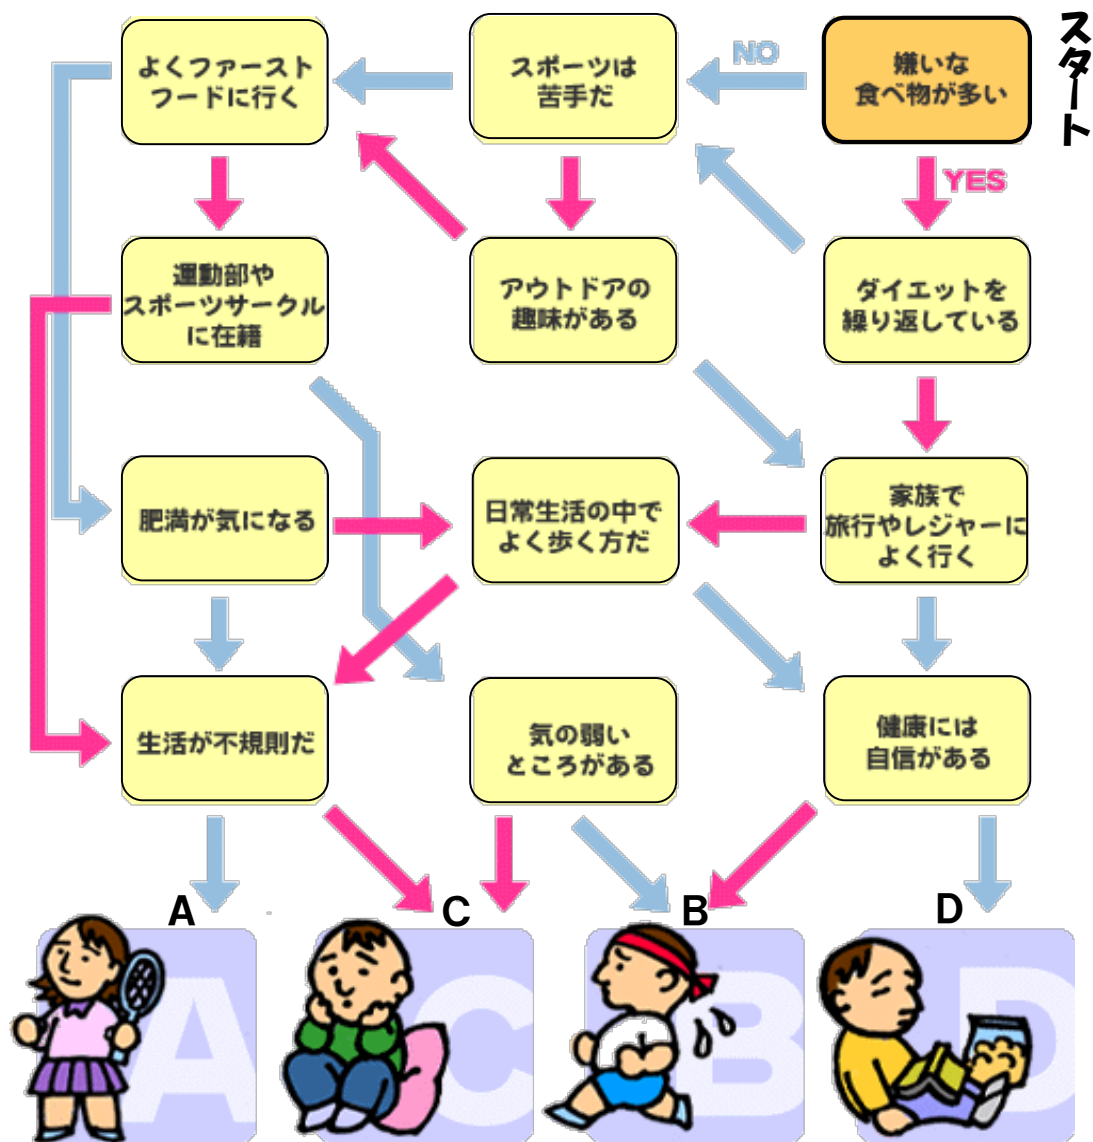 よくファースト
フードに行く
スポーツは
苦手だ
NO
嫌いな
食べ物が多い
スタート
YES
運動部や
スポーツサークル
に在籍
アウトドアの
趣味がある
ダイエットを
繰り返している
肥満が気になる
日常生活の中で
よく歩く方だ
家族で
旅行やレジャーに
よく行く
生活が不規則だ
気の弱い
ところがある
健康には
自信がある
A
C
B
D
A
C
B
D